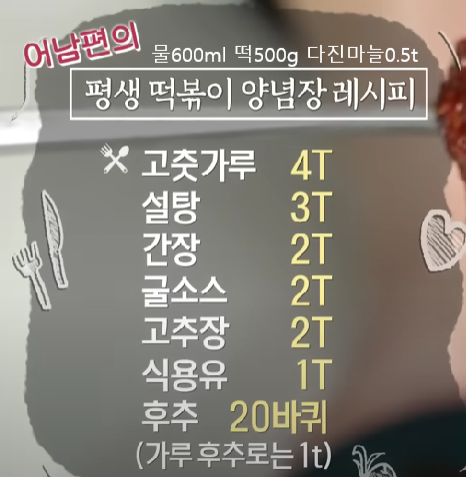 어남편의 물600ml 떡500g 다진마늘0.5t
평생 떡볶이 양념장 레시피
고춧가루 4T
설탕 3T
간장 2T
굴소스 2T
고추장 2T
식용유 1T
후추 20바퀴
(가루 후추로는 1t)